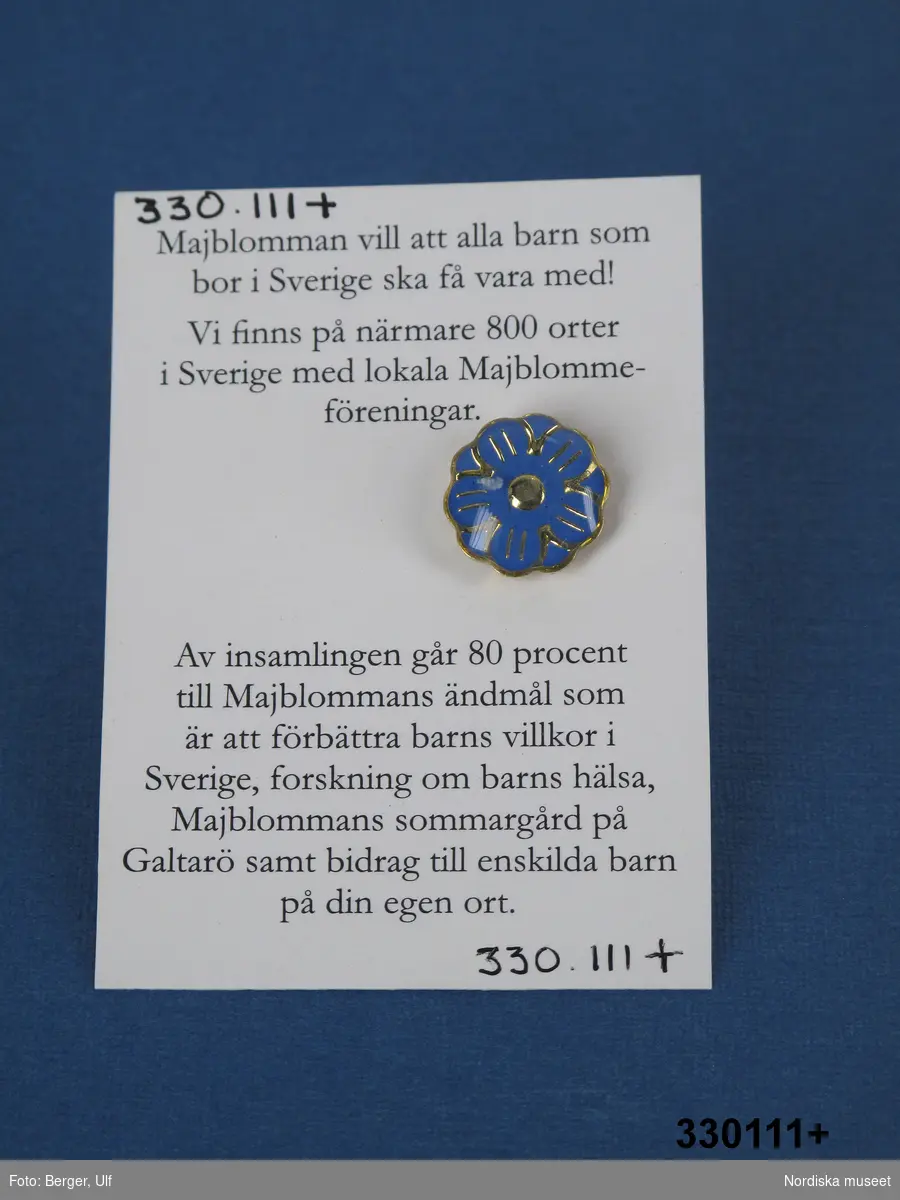 330.111+
Majblomman vill att alla barn som
bor i Sverige ska få vara med!
Vi finns på närmare 800 orter
i Sverige med lokala Majblomme-
föreningar.
Av insamlingen går 80 procent
till Majblommans ändmål som
är att förbättra barns villkor i
Sverige, forskning om barns hälsa,
Majblommans sommargård på
Galtarö samt bidrag till enskilda barn
på din egen ort.
330.111+
330111+
Foto: Berger, Ulf
Nordiska museet